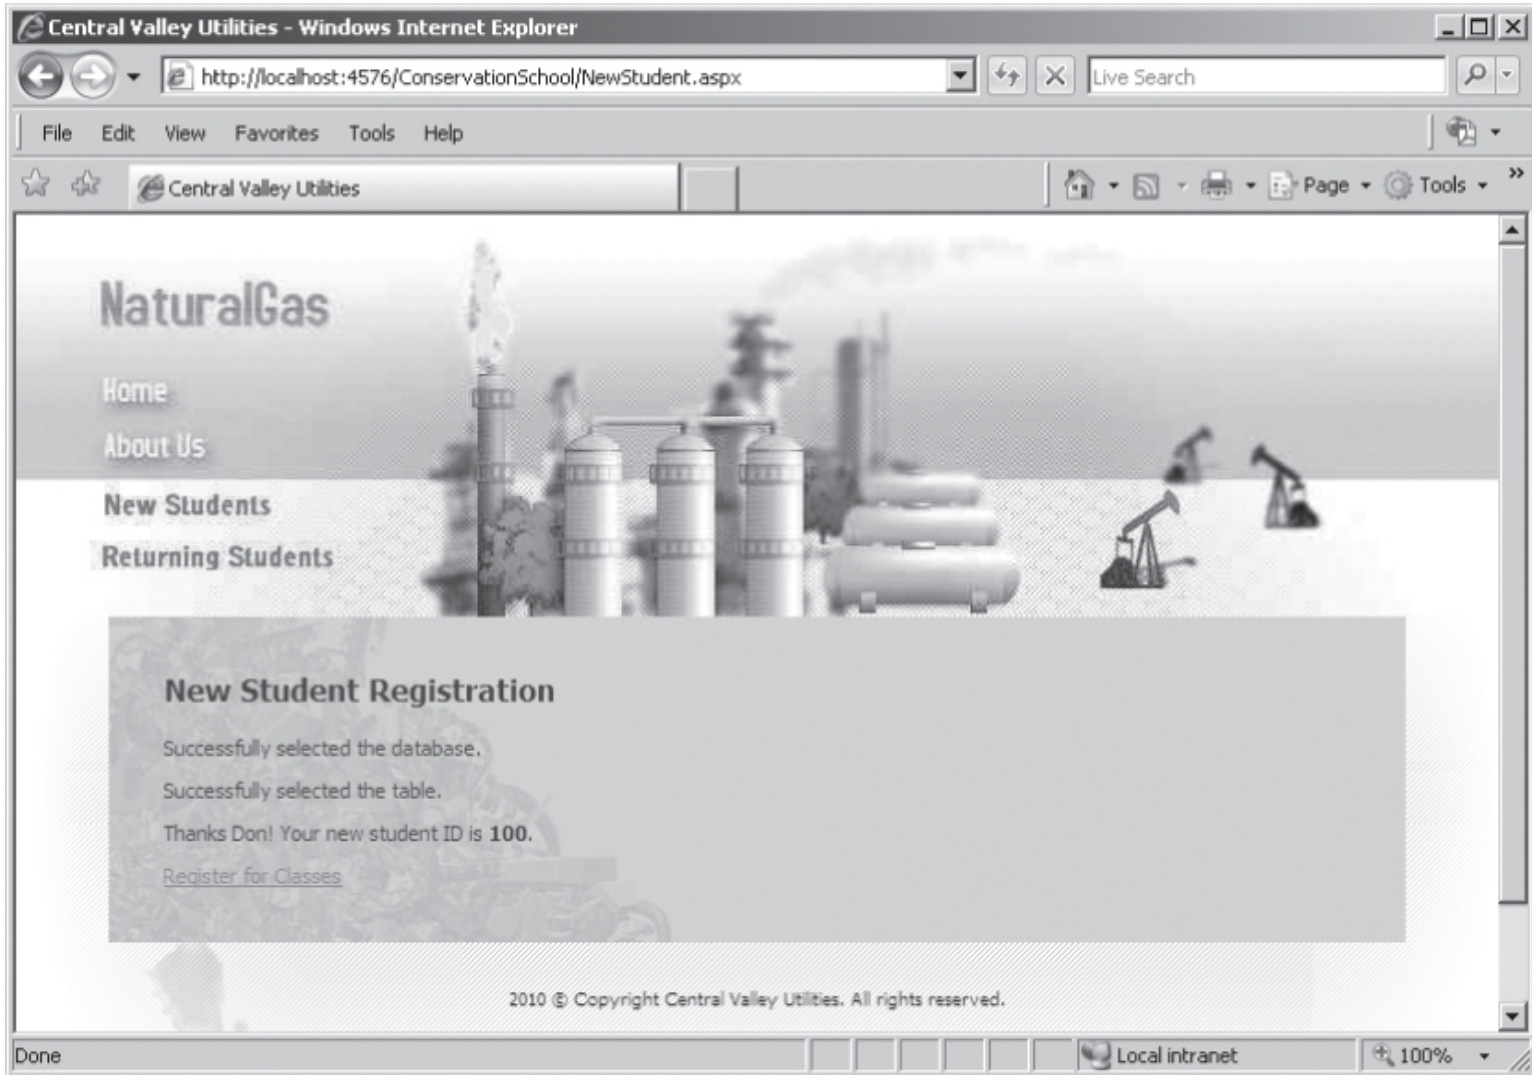 Central Valley Utilities - Windows Internet Explorer
http://localhost:4576/ConservationSchool/NewStudent.aspx
Live Search
File Edit View Favorites Tools Help
Central Valley Utilities
Page Tools »
NaturalGas
Home
About Us
New Students
Returning Students
New Student Registration
Successfully selected the database.
Successfully selected the table.
Thanks Don! Your new student ID is 100.
Register for Classes
2010 © Copyright Central Valley Utilities. All rights reserved.
Done
Local intranet
100%